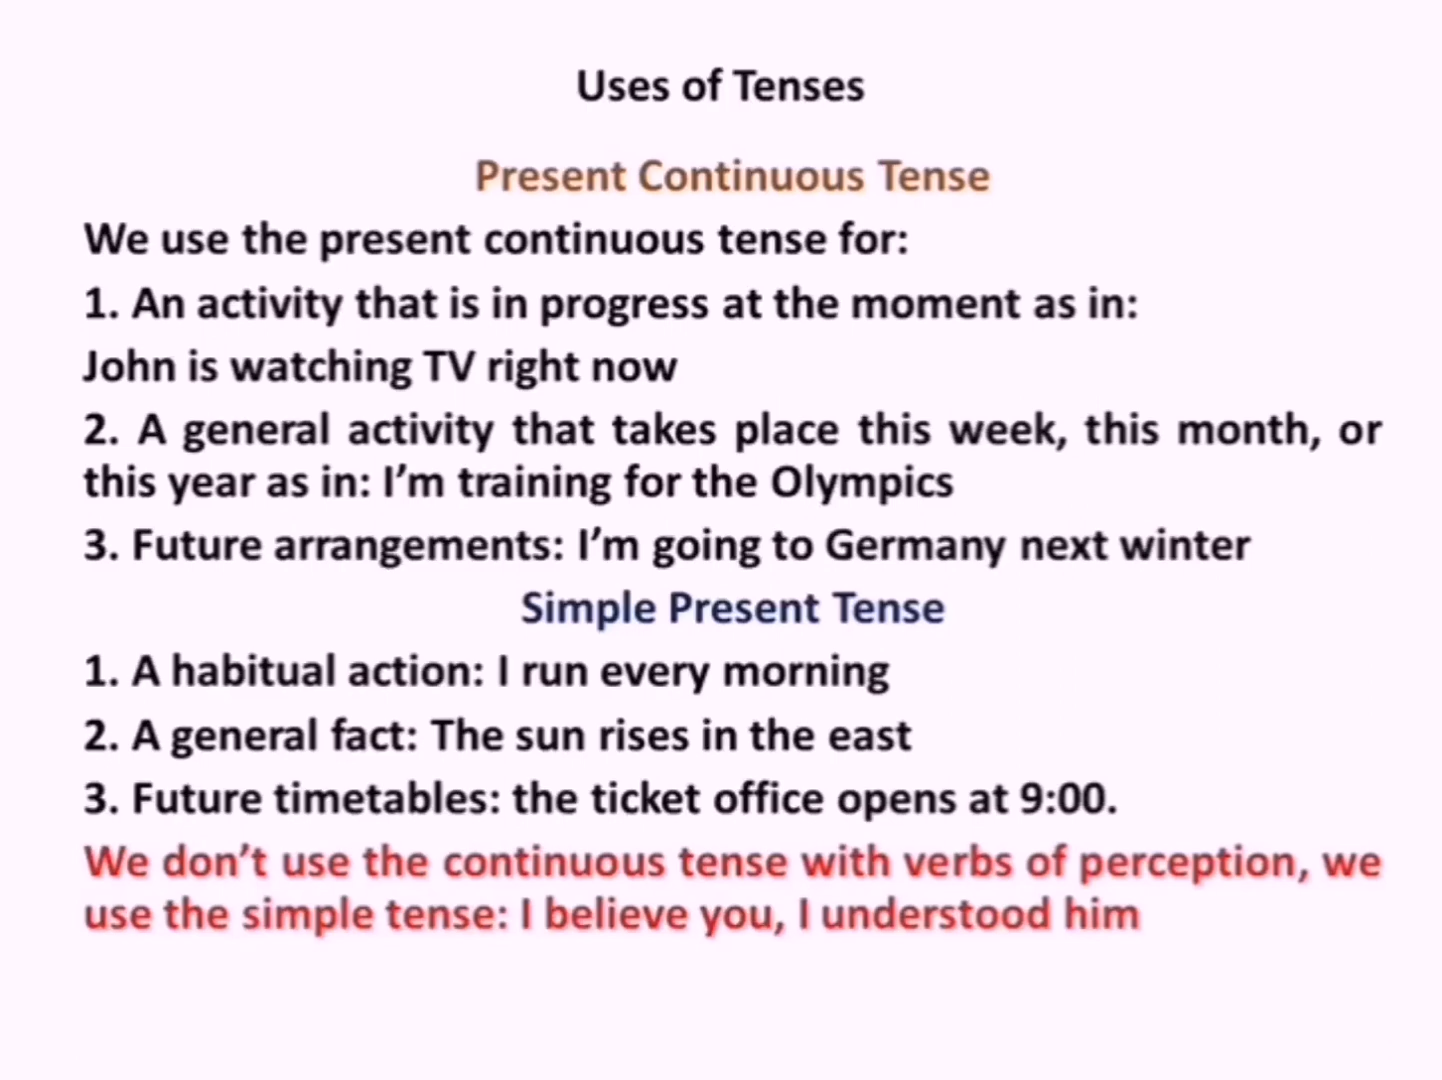 Uses of Tenses
Present Continuous Tense
We use the present continuous tense for:
1. An activity that is in progress at the moment as in:
John is watching TV right now
2. A general activity that takes place this week, this month, or
this year as in: I’m training for the Olympics
3. Future arrangements: I’m going to Germany next winter
Simple Present Tense
1. A habitual action: I run every morning
2. A general fact: The sun rises in the east
3. Future timetables: the ticket office opens at 9:00.
We don’t use the continuous tense with verbs of perception, we
use the simple tense: I believe you, I understood him